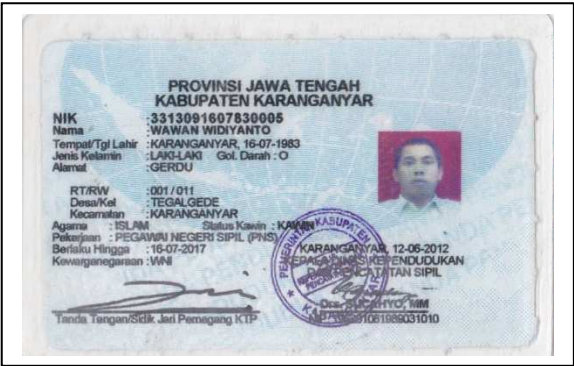 PROVINSI JAWA TENGAH
KABUPATEN KARANGANYAR
NIK :3313091607830005
Nama :WAWAN WIDIYANTO
Tempat/Tgl Lahir :KARANGANYAR, 16-07-1983
Jenis Kelamin :LAKI-LAKI Gol. Darah : O
Alamat :GERDU
RT/RW :001 / 011
Desa/Kel :TEGALGEDE
Kecamatan :KARANGANYAR
Agama : ISLAM Status Kawin : KAWIN
Pekerjaan : PEGAWAI NEGERI SIPIL (PNS)
Berlaku Hingga : 16-07-2017
Kewarganegaraan : WNI
KARANGANYAR, 12-06-2012
KEPALA DINAS KEPENDUDUKAN
DAN PENCATATAN SIPIL
Drs. SUCAHYO, MM
Tanda Tangan/Sidik Jari Pemegang KTP